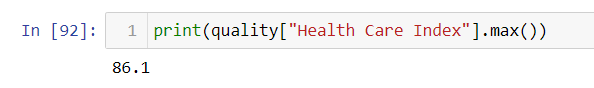 In [92]: 1 print(quality["Health Care Index"].max())
86.1